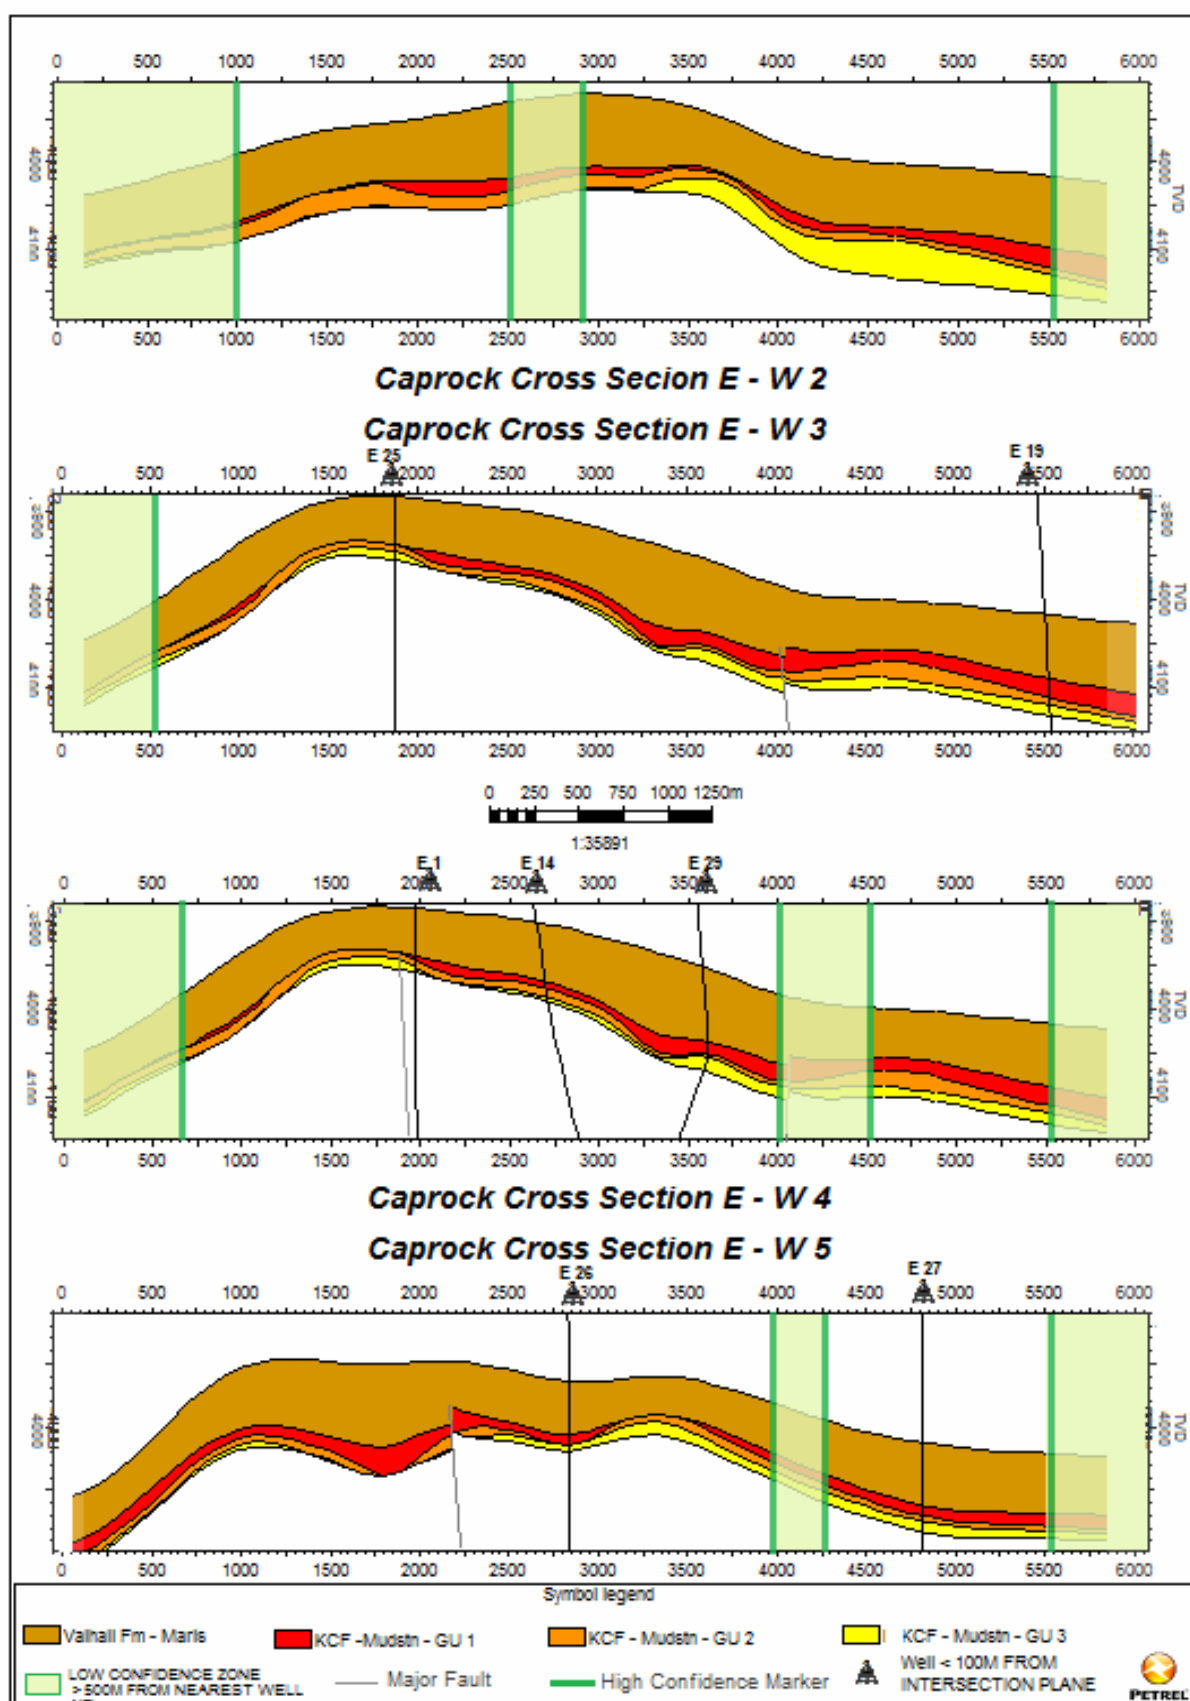 0 500 1000 1500 2000 2500 3000 3500 4000 4500 5000 5500 6000
4000 4000
TVD
4100 4100
0 500 1000 1500 2000 2500 3000 3500 4000 4500 5000 5500 6000
Caprock Cross Secion E - W 2
Caprock Cross Section E - W 3
E 25 E 19
0 500 1000 1500 2000 2500 3000 3500 4000 4500 5000 5500 6000
3900 3900
4000 4000
TVD
4100 4100
0 500 1000 1500 2000 2500 3000 3500 4000 4500 5000 5500 6000
0 250 500 750 1000 1250m
1:35891
E 1 E 14 E 29
0 500 1000 1500 2000 2500 3000 3500 4000 4500 5000 5500 6000
3900 3900
4000 4000
TVD
4100 4100
0 500 1000 1500 2000 2500 3000 3500 4000 4500 5000 5500 6000
Caprock Cross Section E - W 4
Caprock Cross Section E - W 5
E 26 E 27
0 500 1000 1500 2000 2500 3000 3500 4000 4500 5000 5500 6000
4000 4000
TVD
0 500 1000 1500 2000 2500 3000 3500 4000 4500 5000 5500 6000
Symbol legend
Valhall Fm - Marls KCF -Mudstn - GU 1 KCF - Mudstn - GU 2 KCF - Mudstn - GU 3
LOW CONFIDENCE ZONE
> 500M FROM NEAREST WELL
Major Fault High Confidence Marker
Well < 100M FROM
INTERSECTION PLANE
PETREL